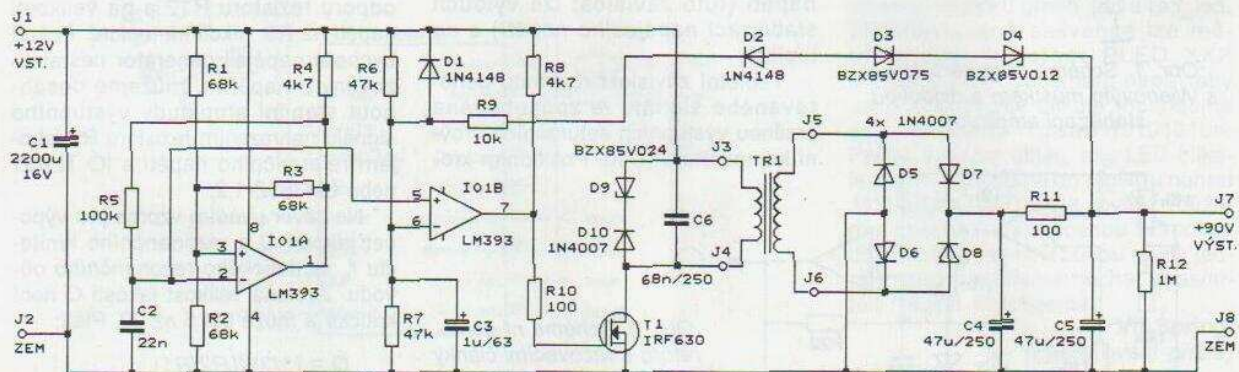 J1
+12V
VST.
C1
2200u
16V
J2
ZEM
R1
68k
R4
4k7
R6
47k
D1
1N4148
R8
4k7
R9
10k
D2
1N4148
D3
BZX85V075
D4
BZX85V012
R5
100k
R3
68k
I01A
3
8
2
1
4
LM393
C2
22n
R2
68k
I01B
5
6
7
LM393
R7
47k
C3
1u/63
R10
100
BZX85V024
D9
D10
1N4007
T1
IRF630
C6
68n/250
J3
J4
TR1
J5
J6
4x 1N4007
D5
D7
D6
D8
R11
100
C4
47u/250
C5
47u/250
R12
1M
J7
+90V
VÝST.
J8
ZEM